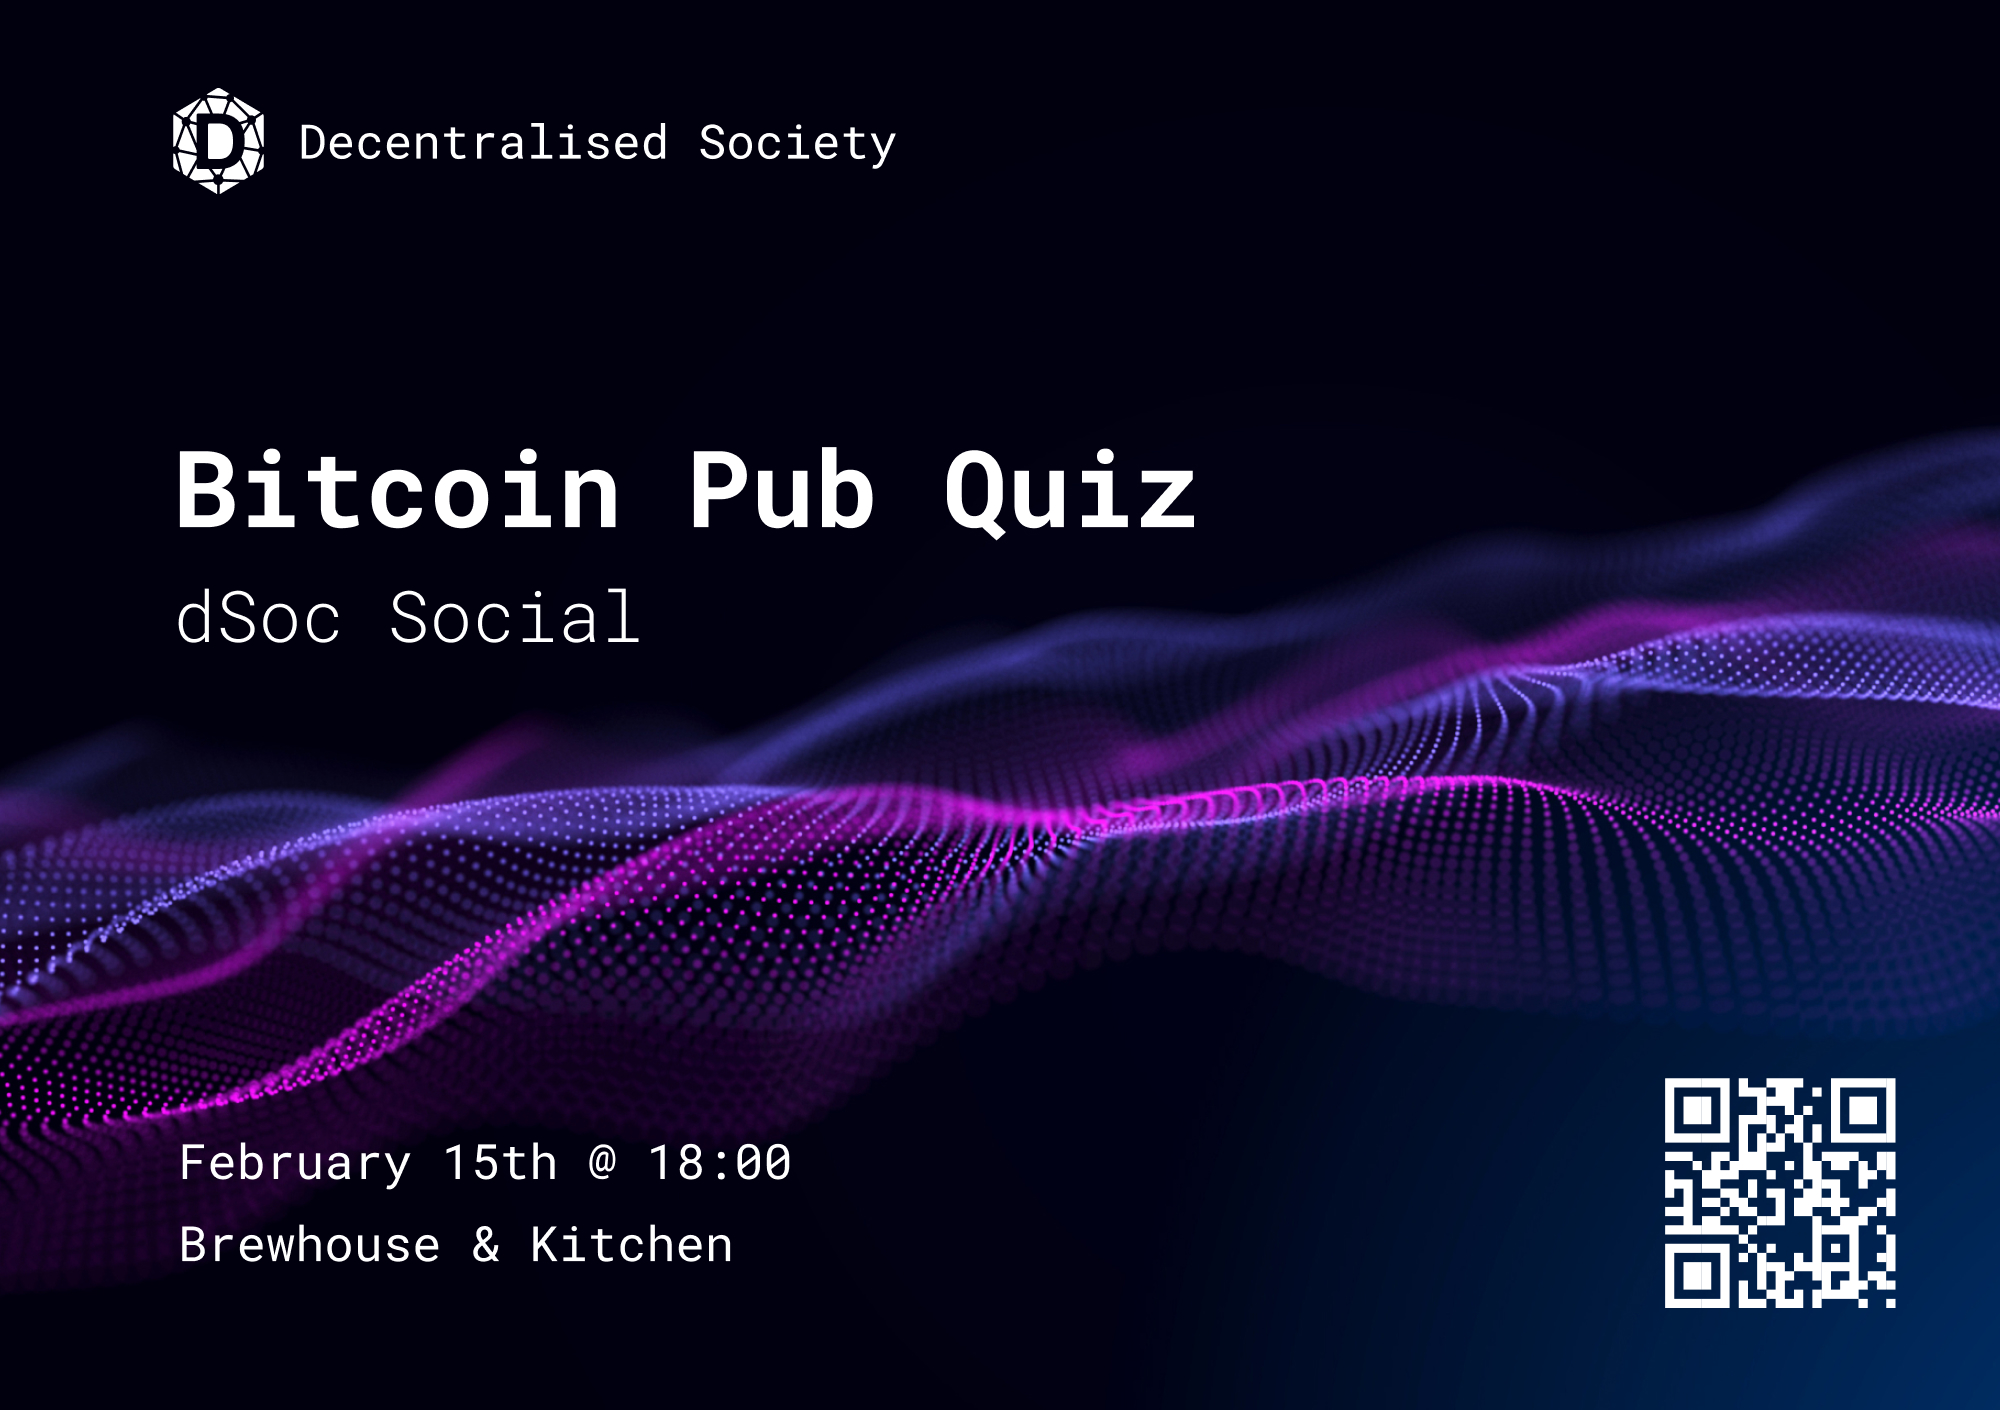 D
Decentralised Society
Bitcoin Pub Quiz
dSoc Social
February 15th @ 18:00
Brewhouse & Kitchen